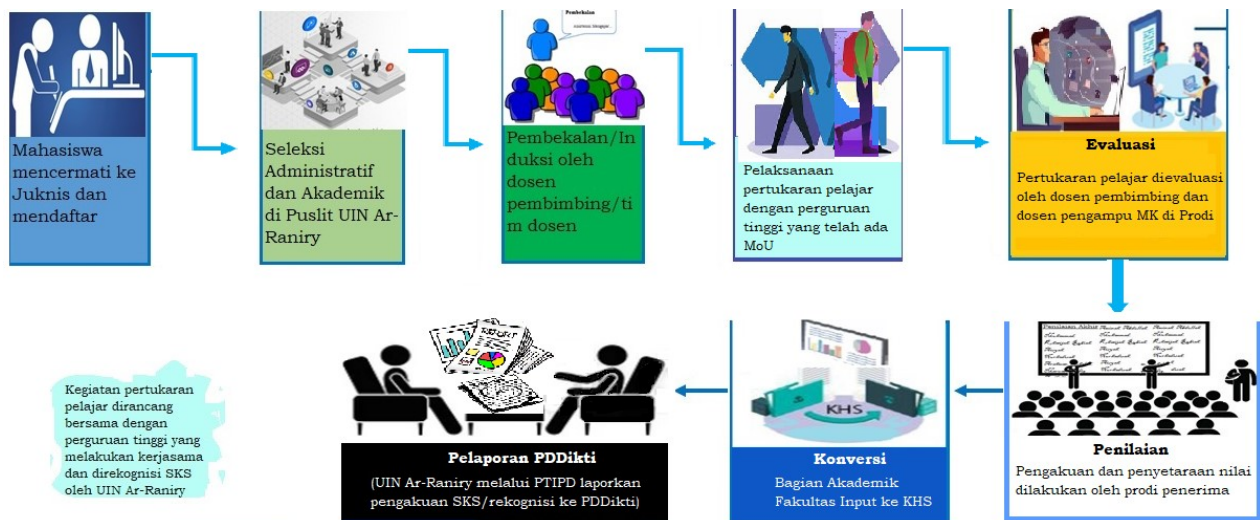 Mahasiswa
mencermati ke
Juknis dan
mendaftar
Seleksi
Administratif
dan Akademik
di Puslit UIN Ar-
Raniry
Pembekalan
Pembekalan/In
duksi oleh
dosen
pembimbing/ti
m dosen
Pelaksanaan
pertukaran pelajar
dengan perguruan
tinggi yang telah ada
MoU
Evaluasi
Pertukaran pelajar dievaluasi
oleh dosen pembimbing dan
dosen pengampu MK di Prodi
Penilaian Akhir
Penilaian
Pengakuan dan penyetaraan nilai
dilakukan oleh prodi penerima
KHS
Konversi
Bagian Akademik
Fakultas Input ke KHS
Pelaporan PDDikti
(UIN Ar-Raniry melalui PTIPD laporkan
pengakuan SKS/rekognisi ke PDDikti)
Kegiatan pertukaran
pelajar dirancang
bersama dengan
perguruan tinggi yang
melakukan kerjasama
dan direkognisi SKS
oleh UIN Ar-Raniry